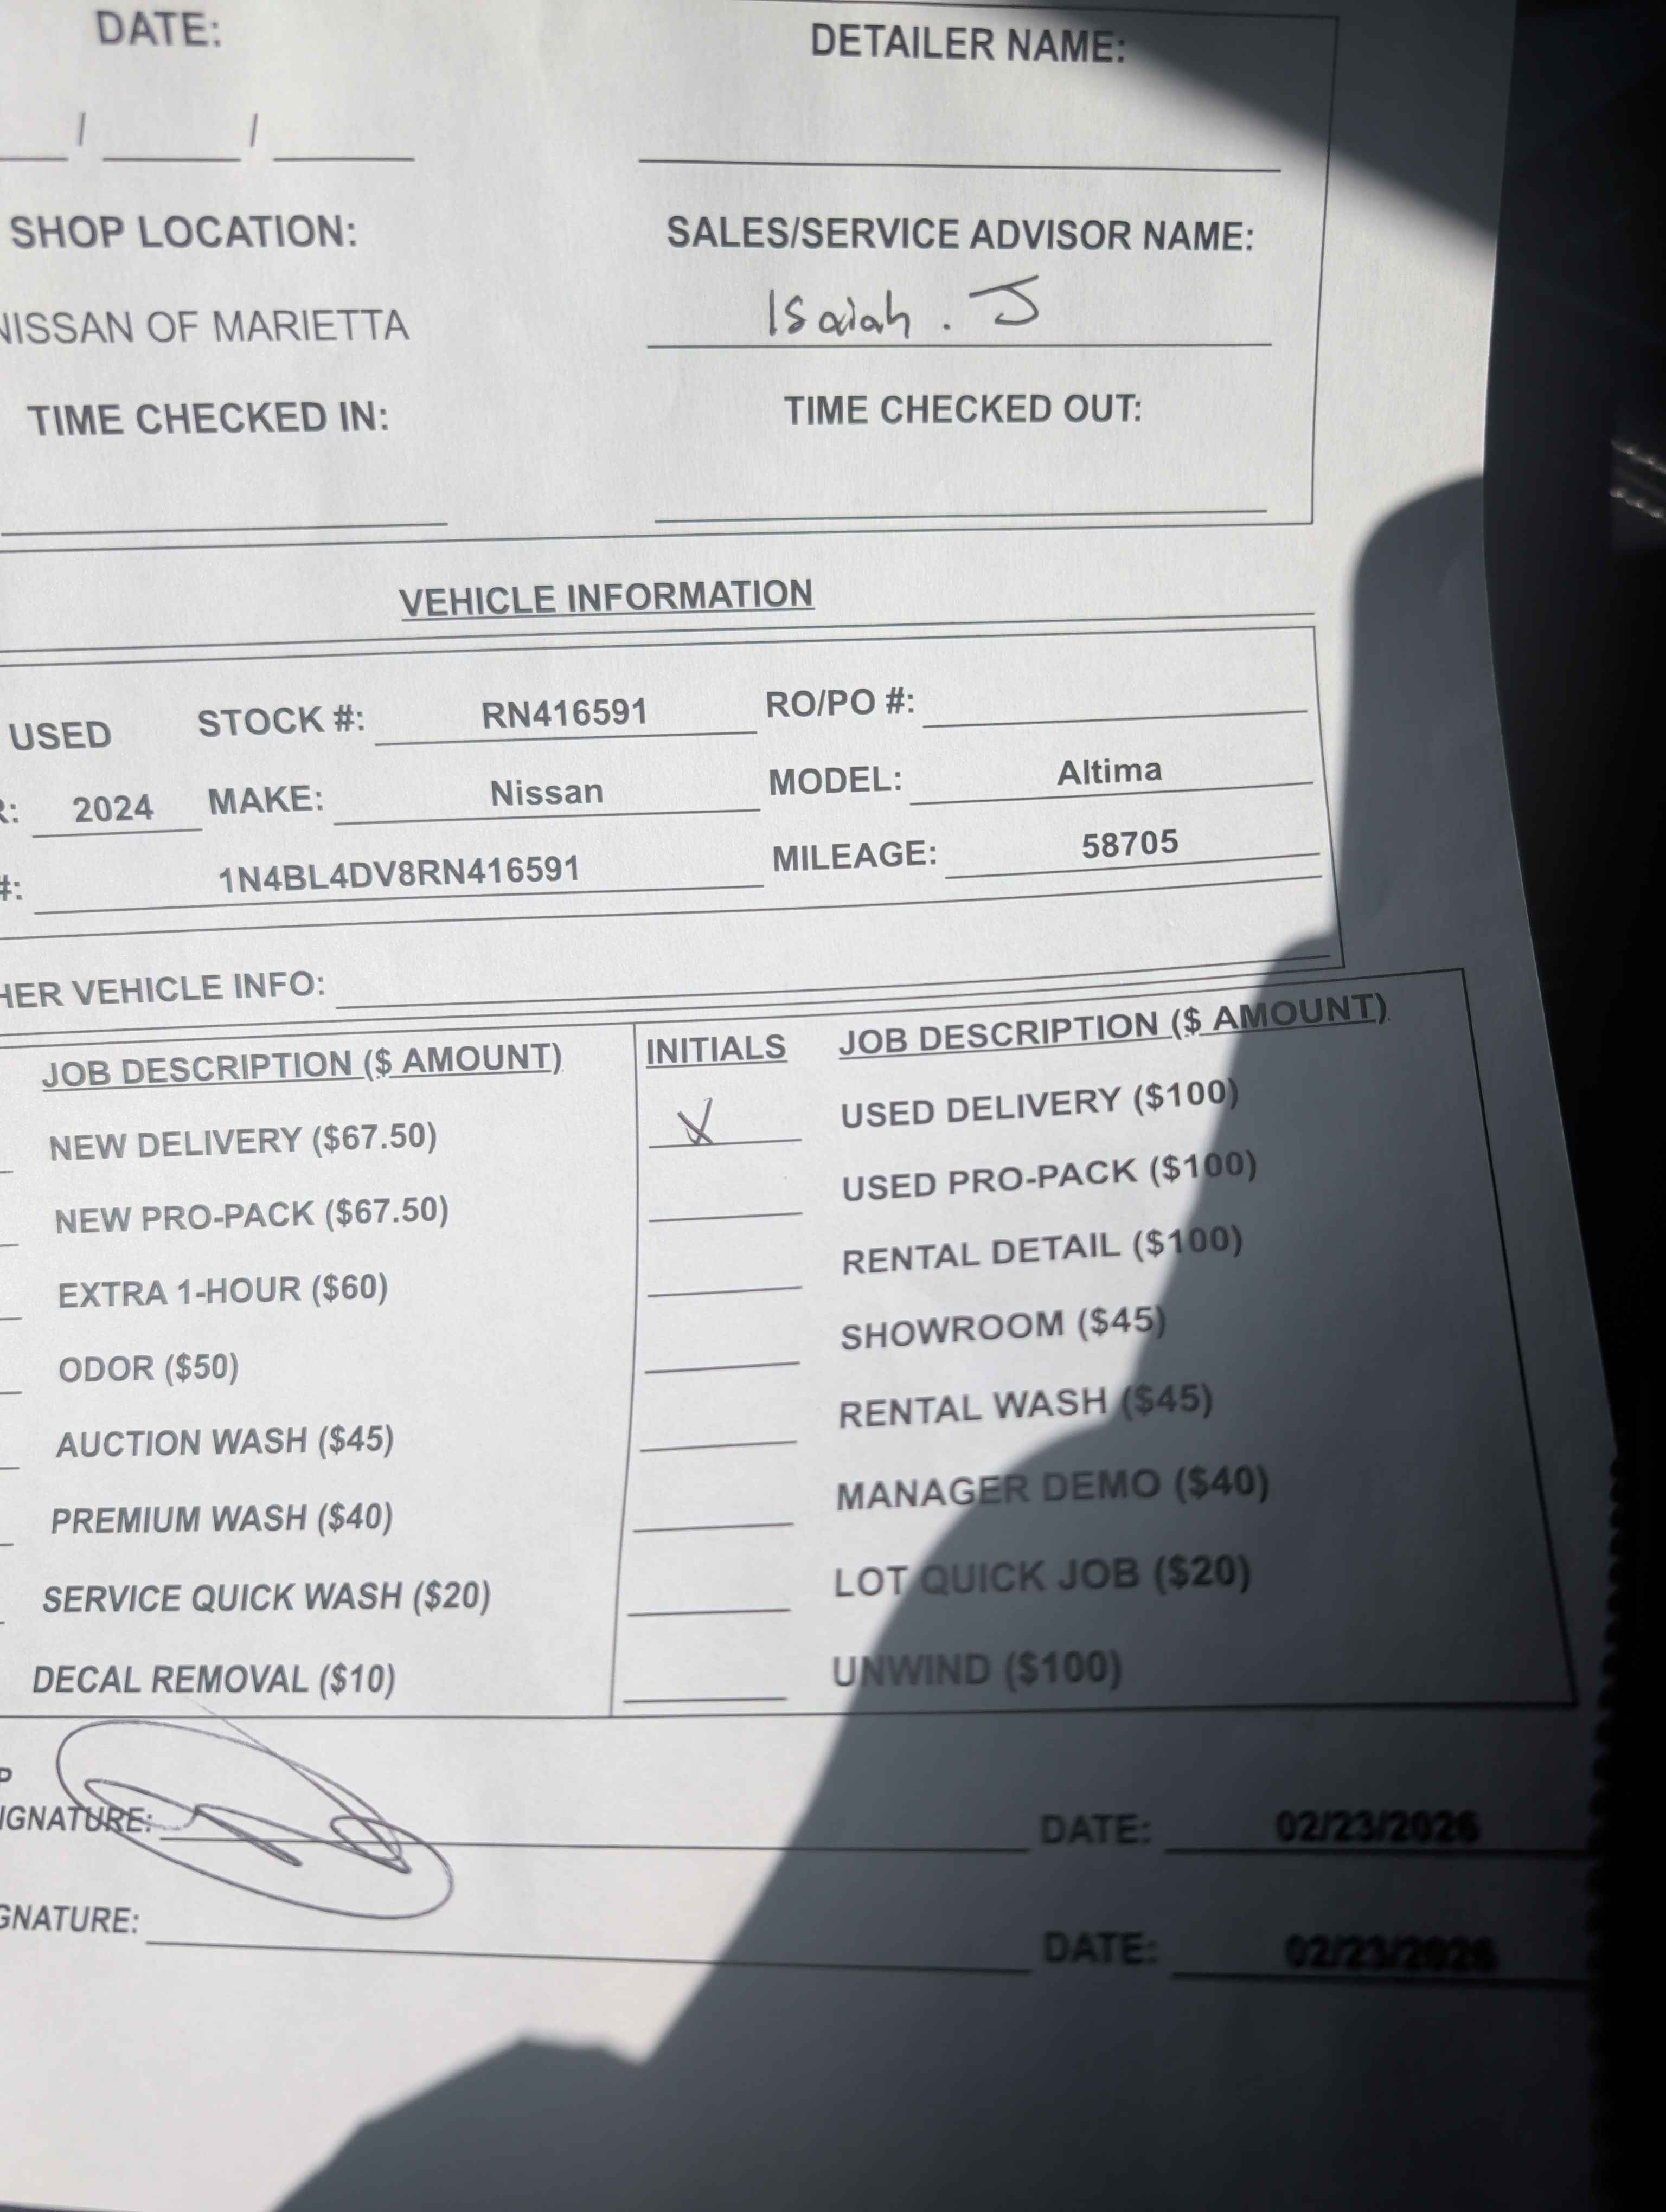 DATE: DETAILER NAME:
/ /
SHOP LOCATION: SALES/SERVICE ADVISOR NAME:
NISSAN OF MARIETTA Isaiah . J
TIME CHECKED IN: TIME CHECKED OUT:
VEHICLE INFORMATION
USED STOCK #: RN416591 RO/PO #:
R: 2024 MAKE: Nissan MODEL: Altima
#: 1N4BL4DV8RN416591 MILEAGE: 58705
HER VEHICLE INFO:
JOB DESCRIPTION ($ AMOUNT) INITIALS JOB DESCRIPTION ($ AMOUNT)
NEW DELIVERY ($67.50) X USED DELIVERY ($100)
NEW PRO-PACK ($67.50) USED PRO-PACK ($100)
EXTRA 1-HOUR ($60) RENTAL DETAIL ($100)
ODOR ($50) SHOWROOM ($45)
AUCTION WASH ($45) RENTAL WASH ($45)
PREMIUM WASH ($40) MANAGER DEMO ($40)
SERVICE QUICK WASH ($20) LOT QUICK JOB ($20)
DECAL REMOVAL ($10) UNWIND ($100)
P
IGNATURE: DATE: 02/23/2026
GNATURE: DATE: 02/23/2026